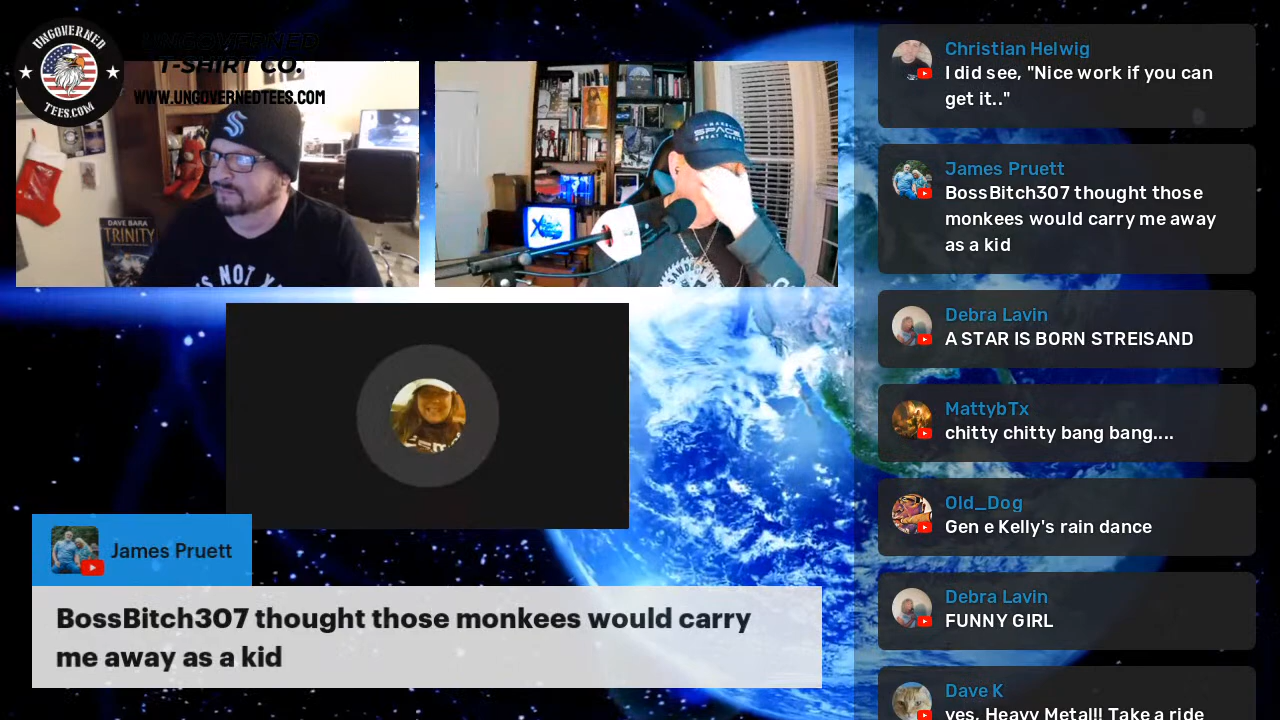 UNGOVERNED
TEES.COM
UNGOVERNED
T-SHIRT CO.
WWW.UNGOVERNEDTEES.COM
DAVE BARA
TRINITY
SPACE
James Pruett
BossBitch307 thought those monkees would carry
me away as a kid
Christian Helwig
I did see, "Nice work if you can
get it.."
James Pruett
BossBitch307 thought those
monkees would carry me away
as a kid
Debra Lavin
A STAR IS BORN STREISAND
MattybTx
chitty chitty bang bang....
Old_Dog
Gen e Kelly's rain dance
Debra Lavin
FUNNY GIRL
Dave K
yes, Heavy Metal!! Take a ride